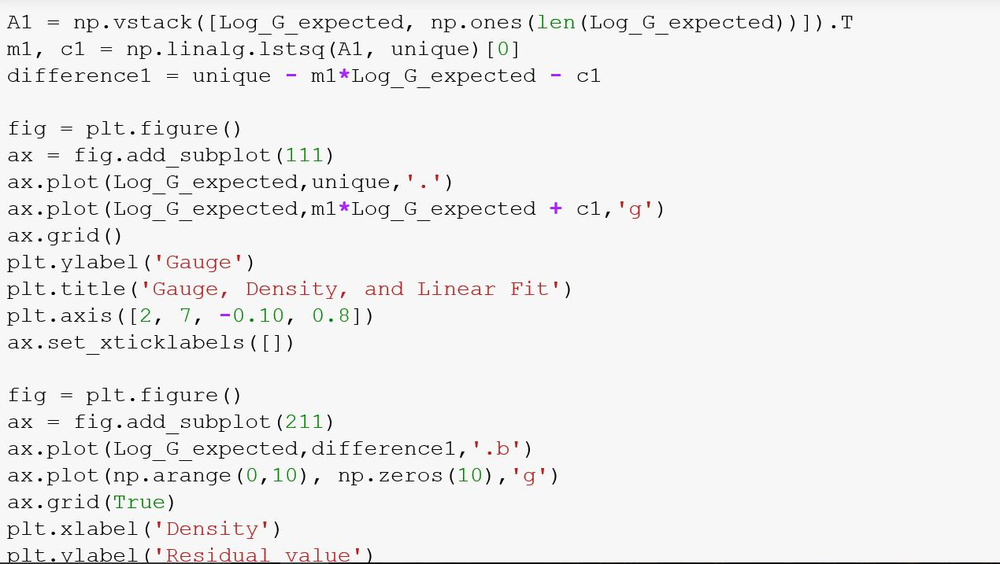 A1 = np.vstack([Log_G_expected, np.ones(len(Log_G_expected))]).T
m1, c1 = np.linalg.lstsq(A1, unique)[0]
difference1 = unique - m1*Log_G_expected - c1
fig = plt.figure()
ax = fig.add_subplot(111)
ax.plot(Log_G_expected,unique,'.')
ax.plot(Log_G_expected,m1*Log_G_expected + c1,'g')
ax.grid()
plt.ylabel('Gauge')
plt.title('Gauge, Density, and Linear Fit')
plt.axis([2, 7, -0.10, 0.8])
ax.set_xticklabels([])
fig = plt.figure()
ax = fig.add_subplot(211)
ax.plot(Log_G_expected,difference1,'.b')
ax.plot(np.arange(0,10), np.zeros(10),'g')
ax.grid(True)
plt.xlabel('Density')
plt.ylabel('Residual value')